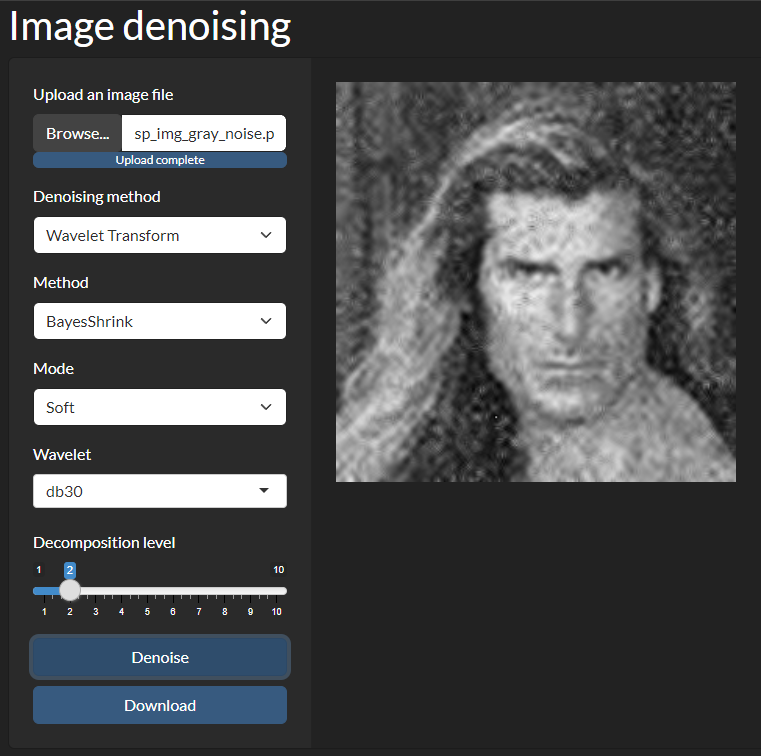 Image denoising
Upload an image file
Browse... sp_img_gray_noise.p
Upload complete
Denoising method
Wavelet Transform
Method
BayesShrink
Mode
Soft
Wavelet
db30
Decomposition level
1 2 10
1 2 3 4 5 6 7 8 9 10
Denoise
Download